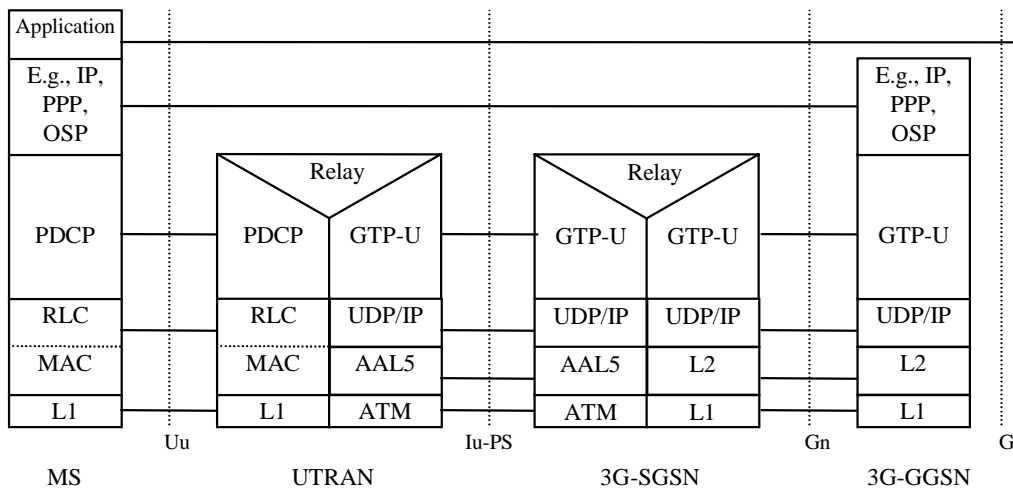 Application
E.g., IP,
PPP,
OSP
E.g., IP,
PPP,
OSP
Relay
Relay
PDCP
PDCP
GTP-U
GTP-U
GTP-U
GTP-U
RLC
RLC
UDP/IP
UDP/IP
UDP/IP
UDP/IP
MAC
MAC
AAL5
AAL5
L2
L2
L1
L1
ATM
ATM
L1
L1
Uu
Iu-PS
Gn
G
MS
UTRAN
3G-SGSN
3G-GGSN